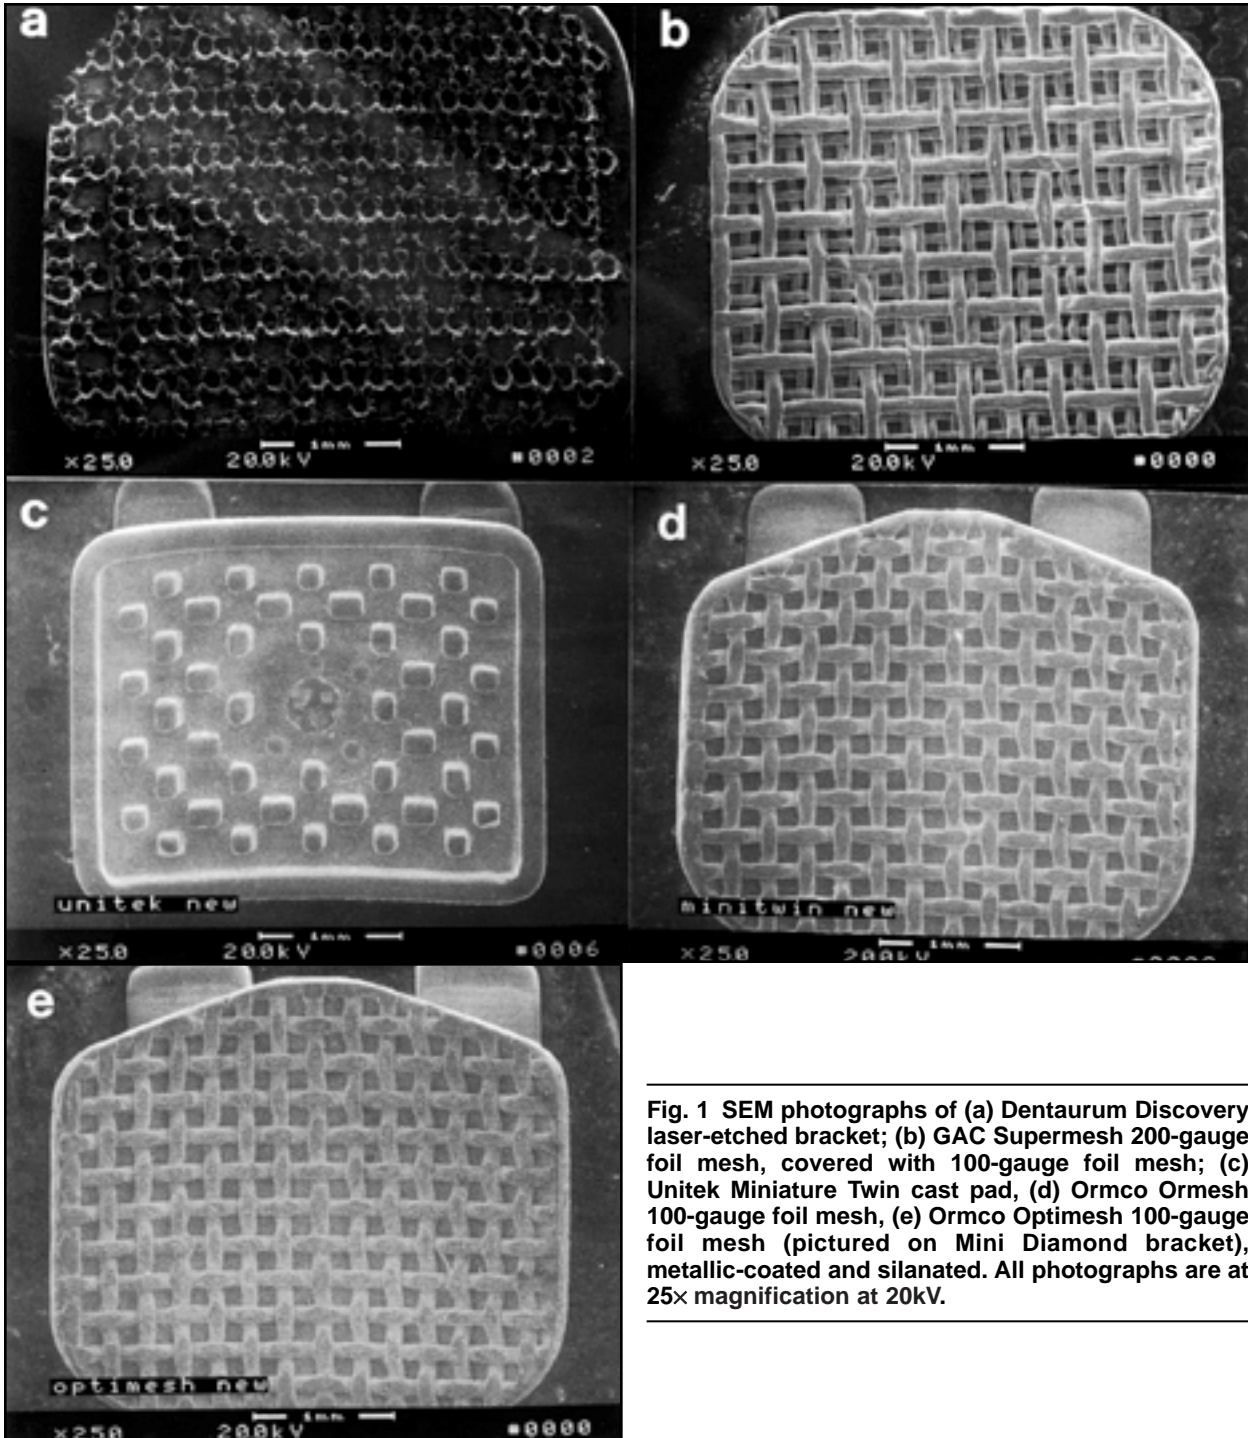 a
×25.0 20.0kV 1mm ■0002
b
×25.0 20.0kV 1mm ■0000
c
unitek new
×25.0 20.0kV 1mm ■0006
d
minitwin new
×25.0 20.0kV 1mm
e
optimesh new
×25.0 20.0kV 1mm ■0000
Fig. 1 SEM photographs of (a) Dentaurum Discovery
laser-etched bracket; (b) GAC Supermesh 200-gauge
foil mesh, covered with 100-gauge foil mesh; (c)
Unitek Miniature Twin cast pad, (d) Ormco Ormesh
100-gauge foil mesh, (e) Ormco Optimesh 100-gauge
foil mesh (pictured on Mini Diamond bracket),
metallic-coated and silanated. All photographs are at
25× magnification at 20kV.